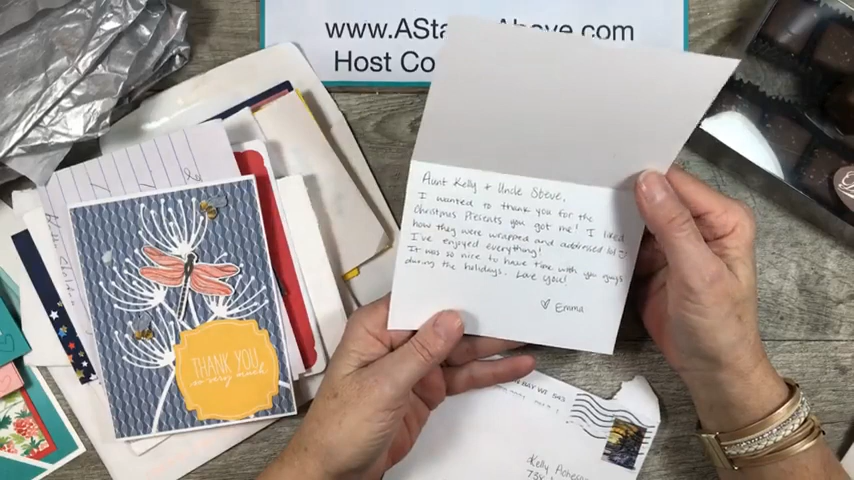 www.AStampAbove.com
Host Co
Aunt Kelly + Uncle Steve,
I wanted to thank you for the
Christmas Presents you got me! I liked
how they were wrapped and addressed lol :)
I've enjoyed everything!
It was so nice to have time with you guys
during the holidays. Love you!
♡ Emma
THANK YOU
so very much
Kelly Acheson